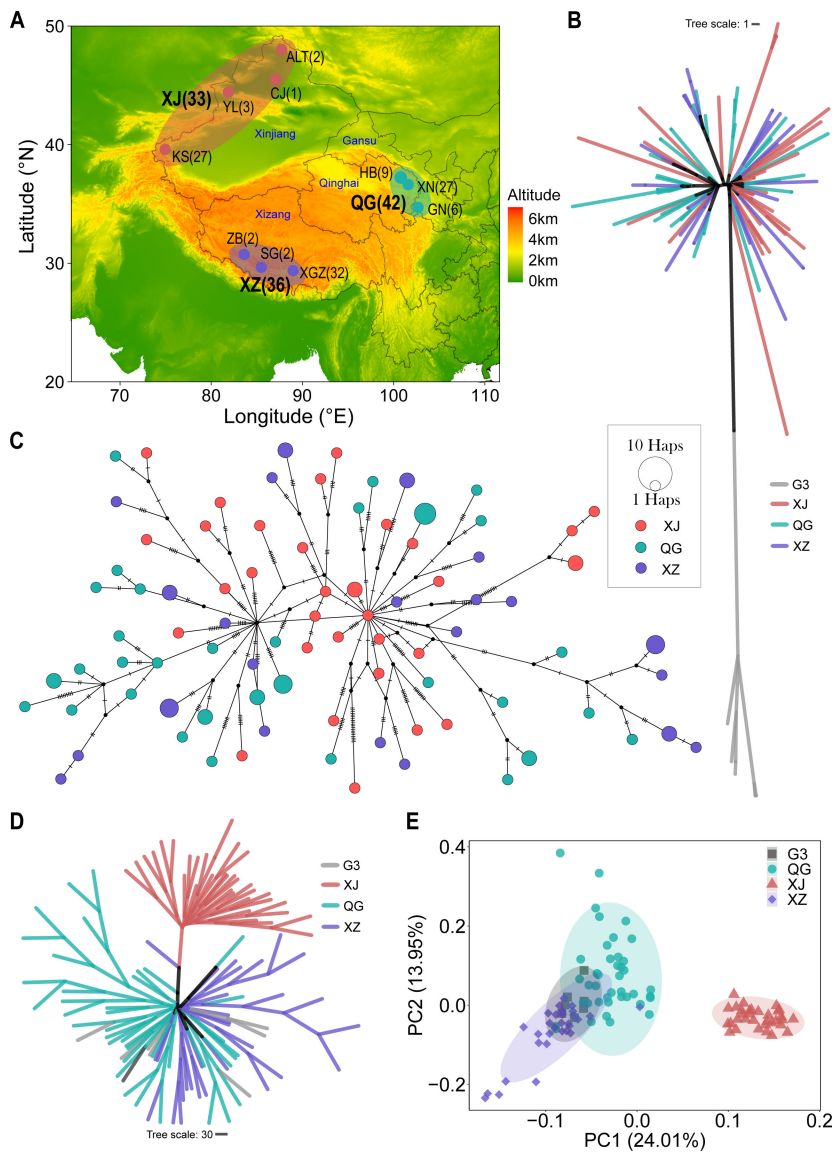 A
50
40
30
20
Latitude (°N)
70
80
90
100
110
Longitude (°E)
ALT(2)
XJ(33)
YL(3)
CJ(1)
Xinjiang
KS(27)
Gansu
HB(9)
XN(27)
Qinghai
QG(42)
GN(6)
Xizang
ZB(2)
SG(2)
XGZ(32)
XZ(36)
Altitude
6km
4km
2km
0km
B
Tree scale: 1
G3
XJ
QG
XZ
C
10 Haps
1 Haps
XJ
QG
XZ
D
G3
XJ
QG
XZ
Tree scale: 30
E
0.4
0.2
0.0
−0.2
PC2 (13.95%)
G3
QG
XJ
XZ
−0.1
0.0
0.1
0.2
PC1 (24.01%)